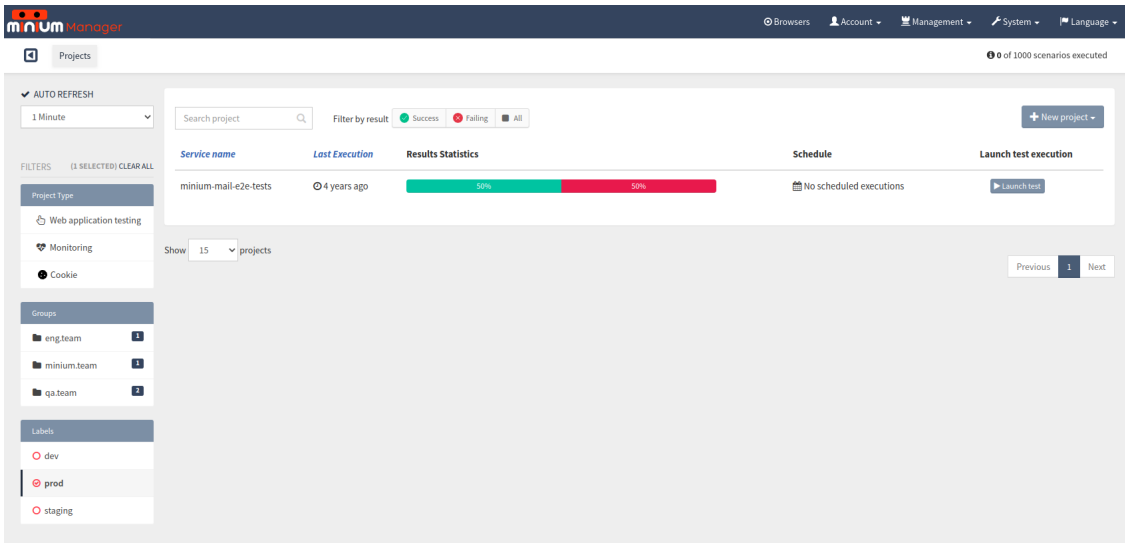 minium Manager
Browsers Account Management System Language
Projects
0 of 1000 scenarios executed
AUTO REFRESH
1 Minute
FILTERS (1 SELECTED) CLEAR ALL
Project Type
Web application testing
Monitoring
Cookie
Groups
eng.team 1
minium.team 1
qa.team 2
Labels
dev
prod
staging
Search project
Filter by result Success Failing All
New project
Service name Last Execution Results Statistics Schedule Launch test execution
minium-mail-e2e-tests 4 years ago 50% 50% No scheduled executions Launch test
Show 15 projects
Previous 1 Next